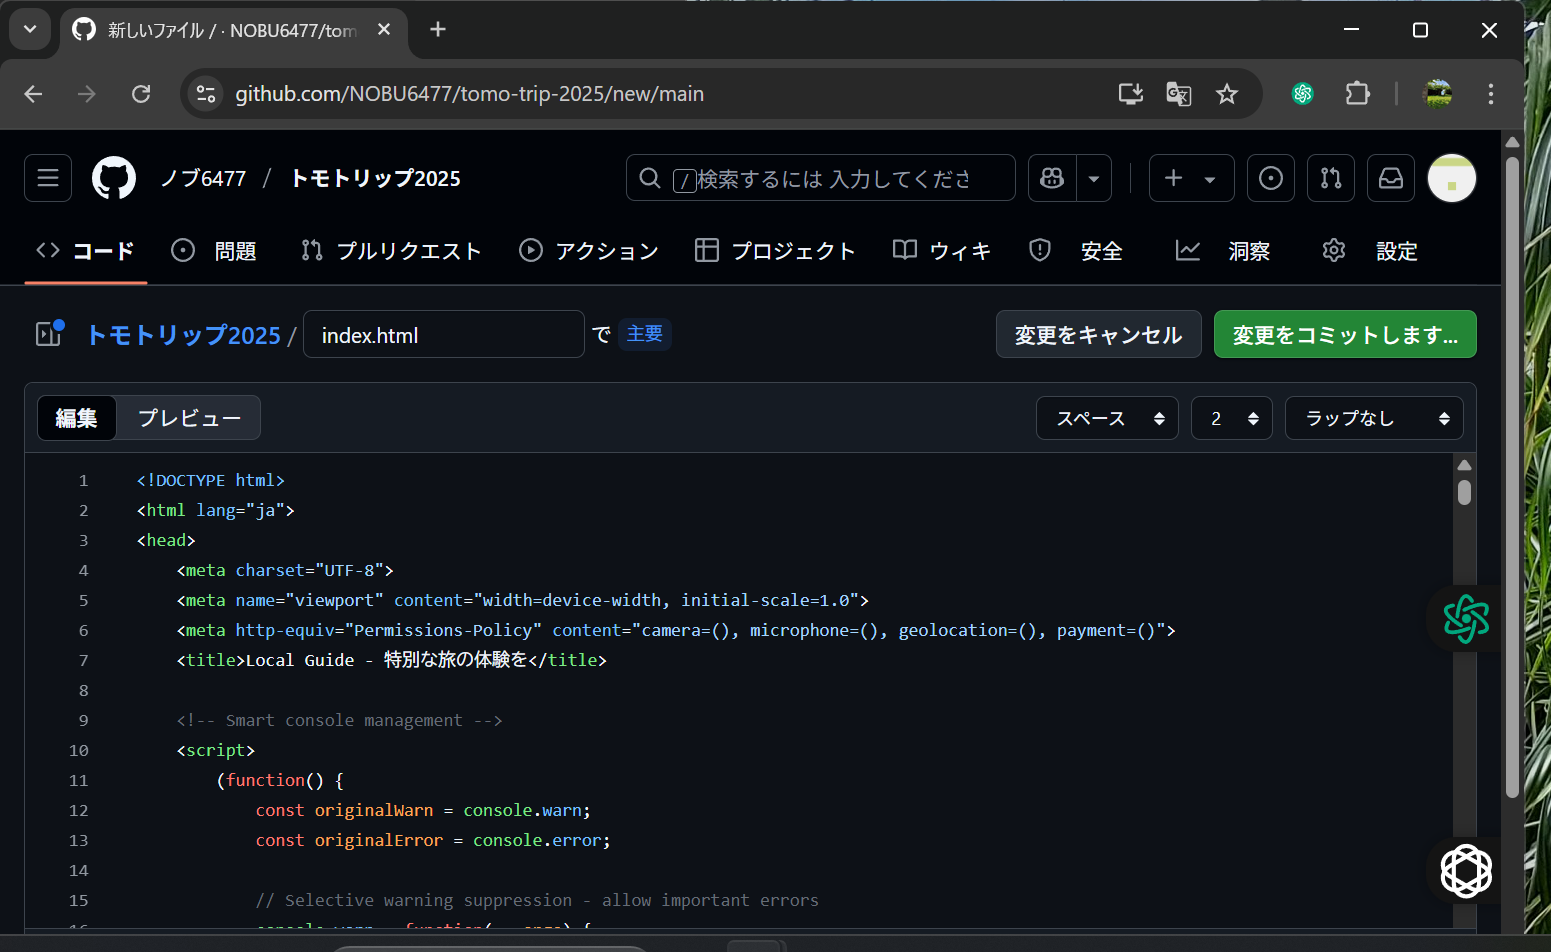 新しいファイル / · NOBU6477/tom
github.com/NOBU6477/tomo-trip-2025/new/main
ノブ6477 / トモトリップ2025
/ 検索するには 入力してくださ
コード 問題 プルリクエスト アクション プロジェクト ウィキ 安全 洞察 設定
トモトリップ2025 / index.html で 主要 変更をキャンセル 変更をコミットします...
編集 プレビュー スペース 2 ラップなし
1 <!DOCTYPE html>
2 <html lang="ja">
3 <head>
4 <meta charset="UTF-8">
5 <meta name="viewport" content="width=device-width, initial-scale=1.0">
6 <meta http-equiv="Permissions-Policy" content="camera=(), microphone=(), geolocation=(), payment=()">
7 <title>Local Guide - 特別な旅の体験を</title>
8
9 <!-- Smart console management -->
10 <script>
11 (function() {
12 const originalWarn = console.warn;
13 const originalError = console.error;
14
15 // Selective warning suppression - allow important errors